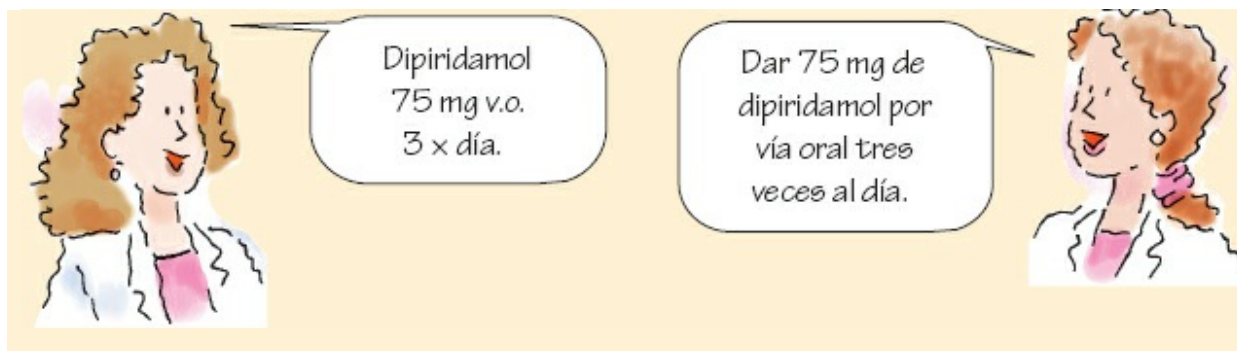 Dipiridamol
75 mg v.o.
3 x día.
Dar 75 mg de
dipiridamol por
vía oral tres
veces al día.